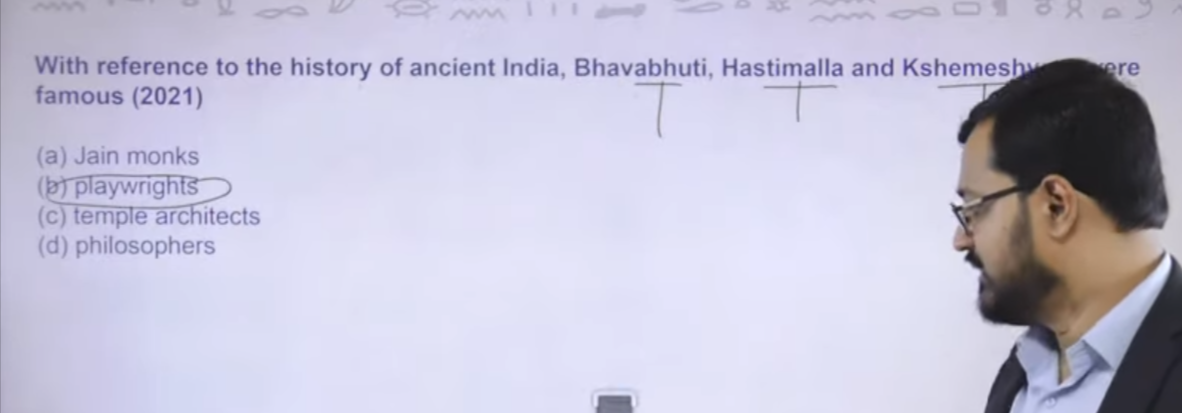 With reference to the history of ancient India, Bhavabhuti, Hastimalla and
famous (2021)
(a) Jain monks
(b) playwrights
(c) temple architects
(d) philosophers